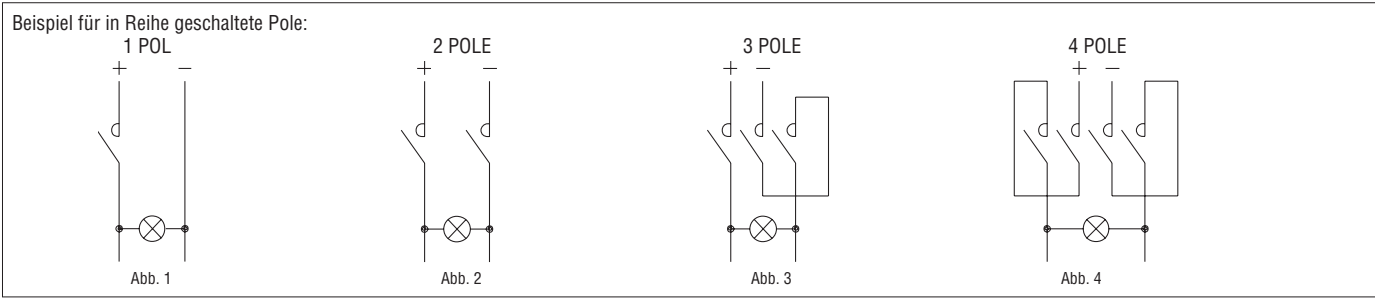 Beispiel für in Reihe geschaltete Pole:
1 POL
+ −
2 POLE
+ −
3 POLE
+ −
4 POLE
+ −
Abb. 1
Abb. 2
Abb. 3
Abb. 4